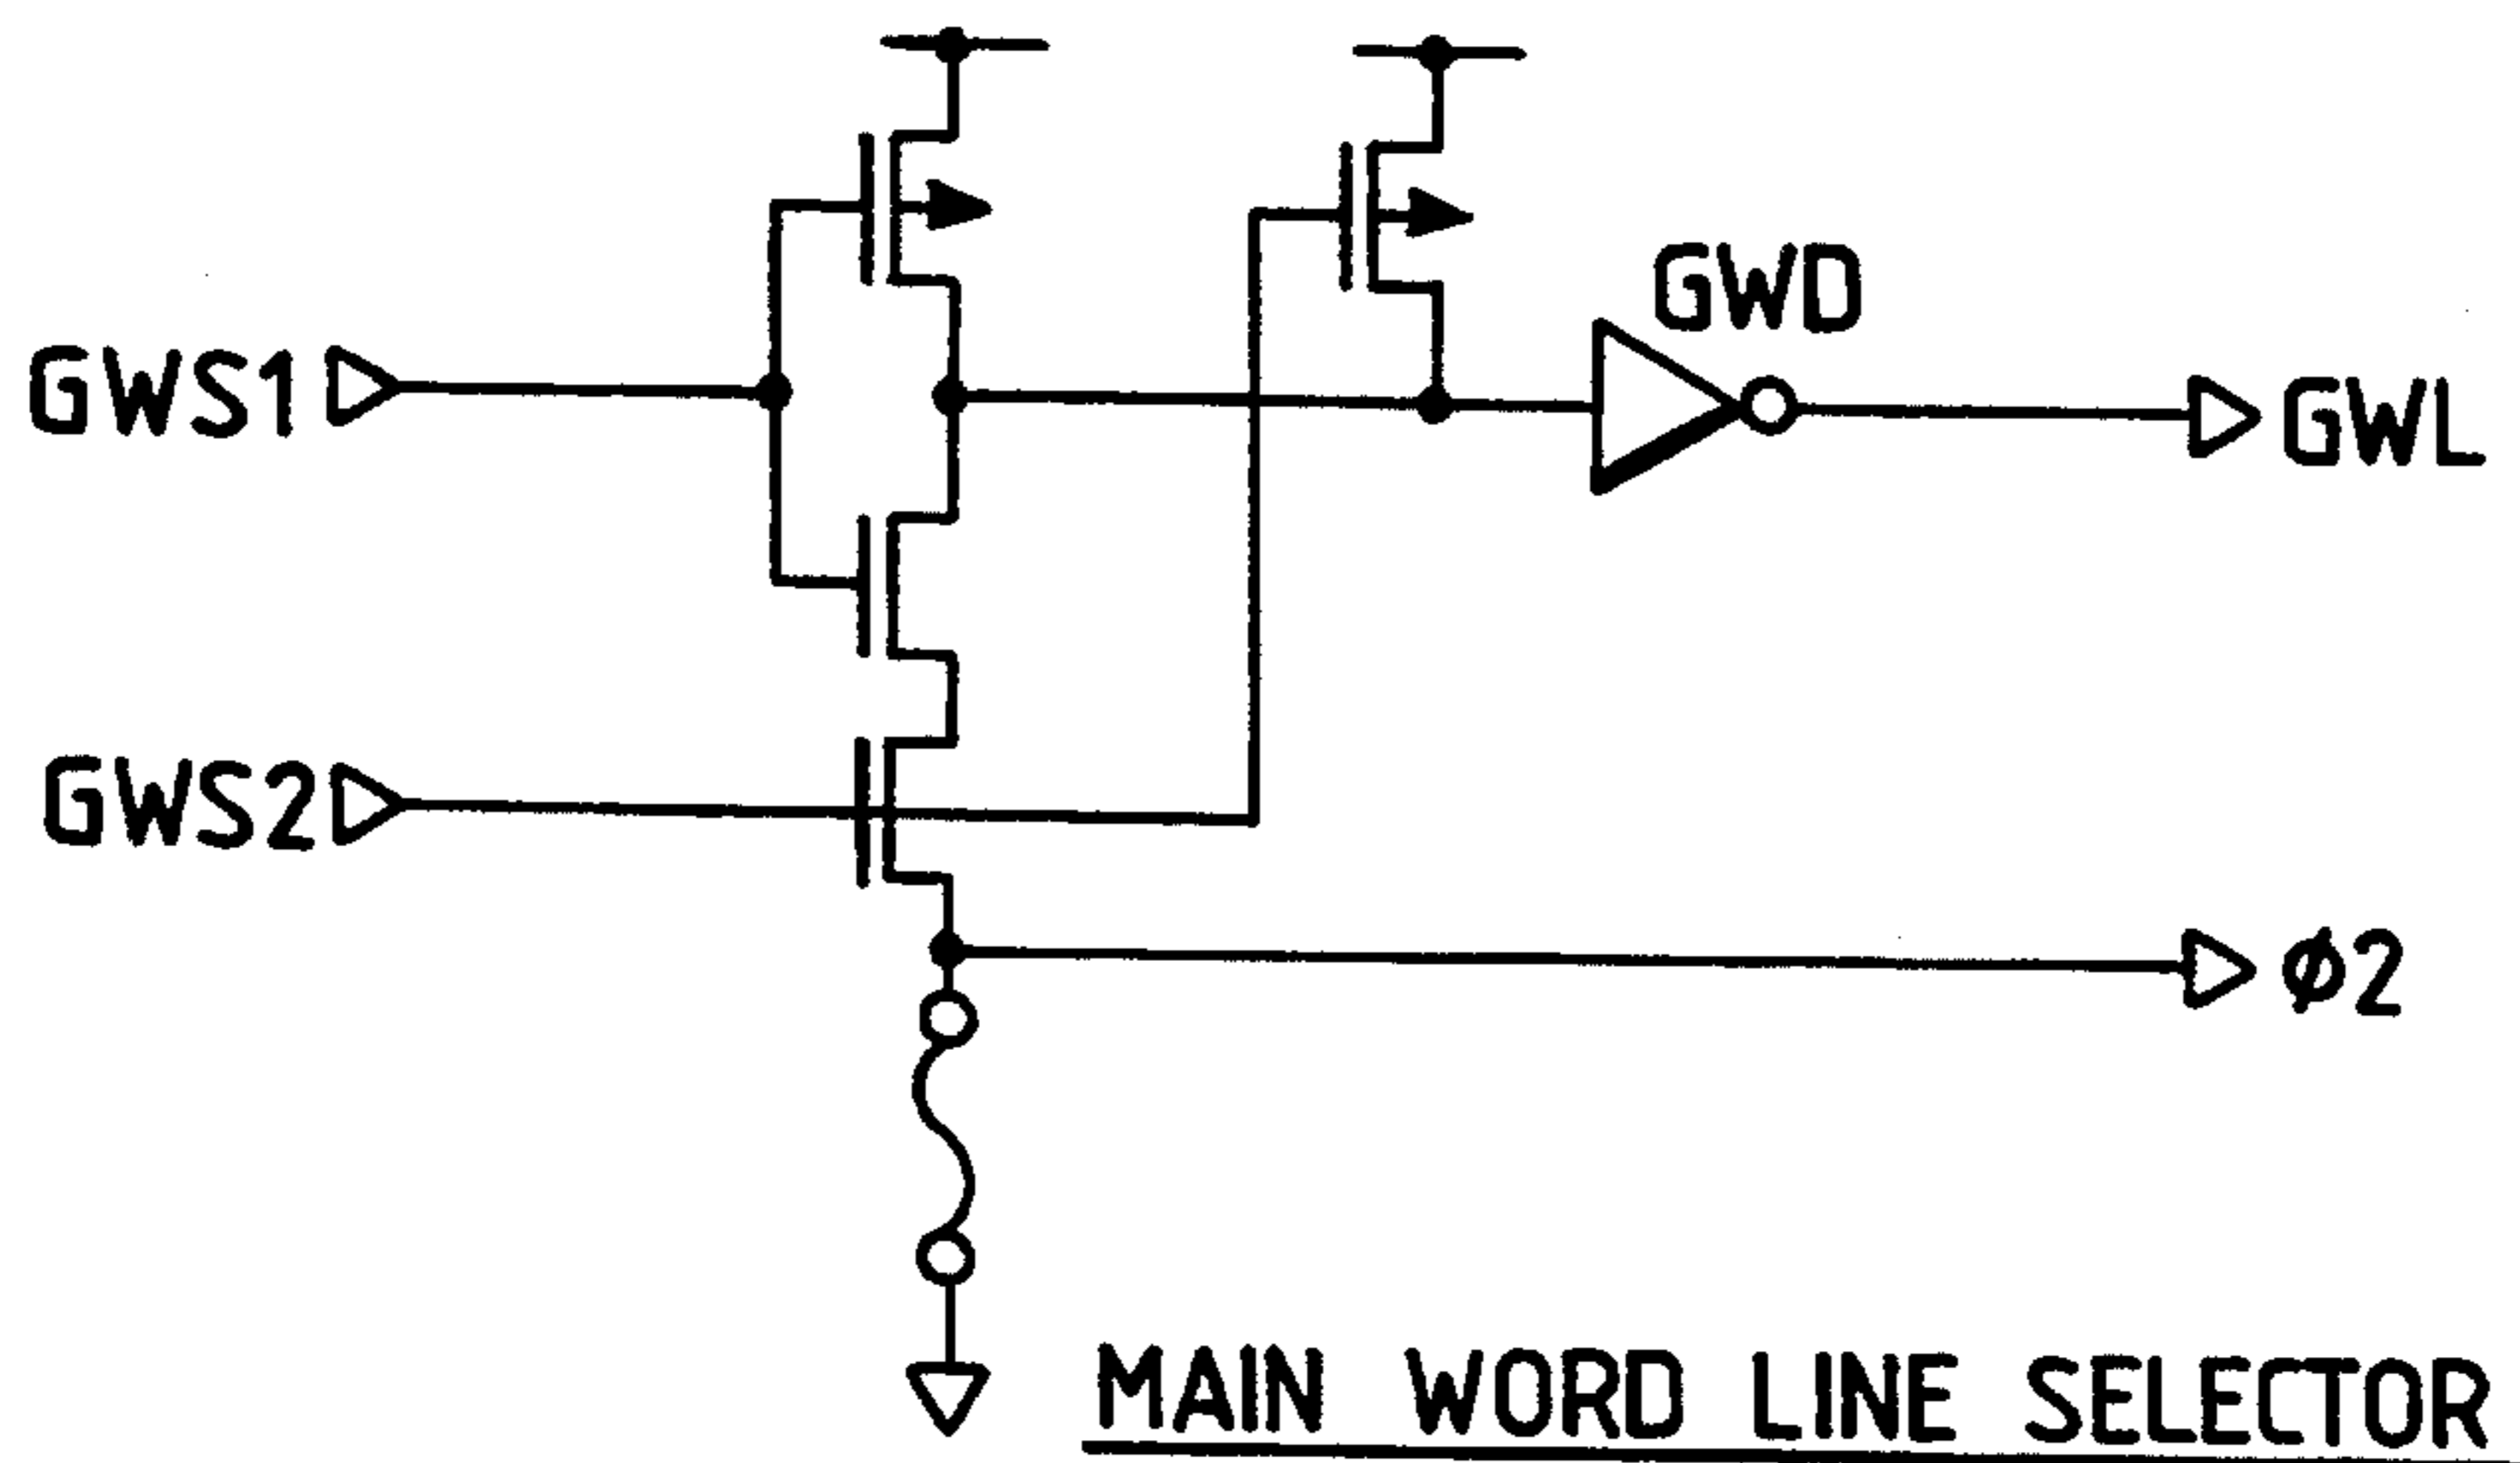 GWD
GWS1
GWL
GWS2
ϕ2
MAIN WORD LINE SELECTOR